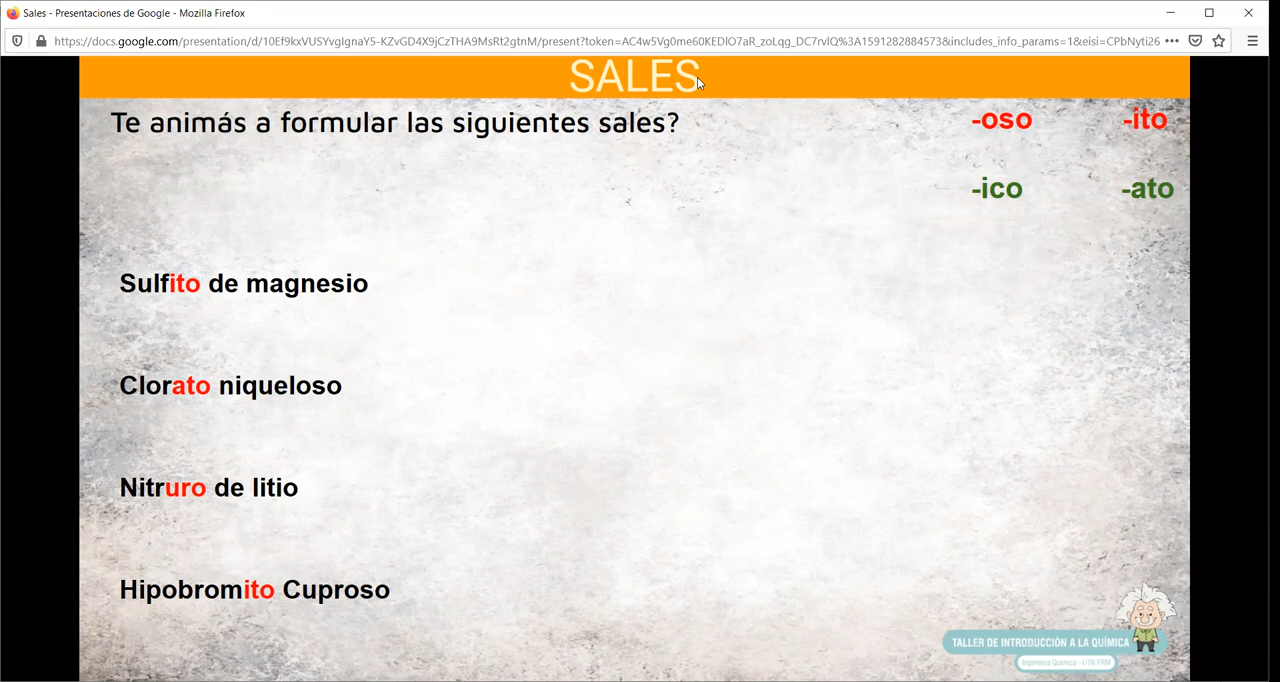 Sales - Presentaciones de Google - Mozilla Firefox
https://docs.google.com/presentation/d/10Ef9kxVUSYvgIgnaY5-KZvGD4X9jCzTHA9MsRt2gtnM/present?token=AC4w5Vg0me60KEDlO7aR_zoLqg_DC7rvlQ%3A1591282884573&includes_info_params=1&eisi=CPbNyti26
SALES
Te animás a formular las siguientes sales?
-oso -ito
-ico -ato
Sulfito de magnesio
Clorato niqueloso
Nitruro de litio
Hipobromito Cuproso
TALLER DE INTRODUCCIÓN A LA QUÍMICA
Ingeniería Química - UTN FRM